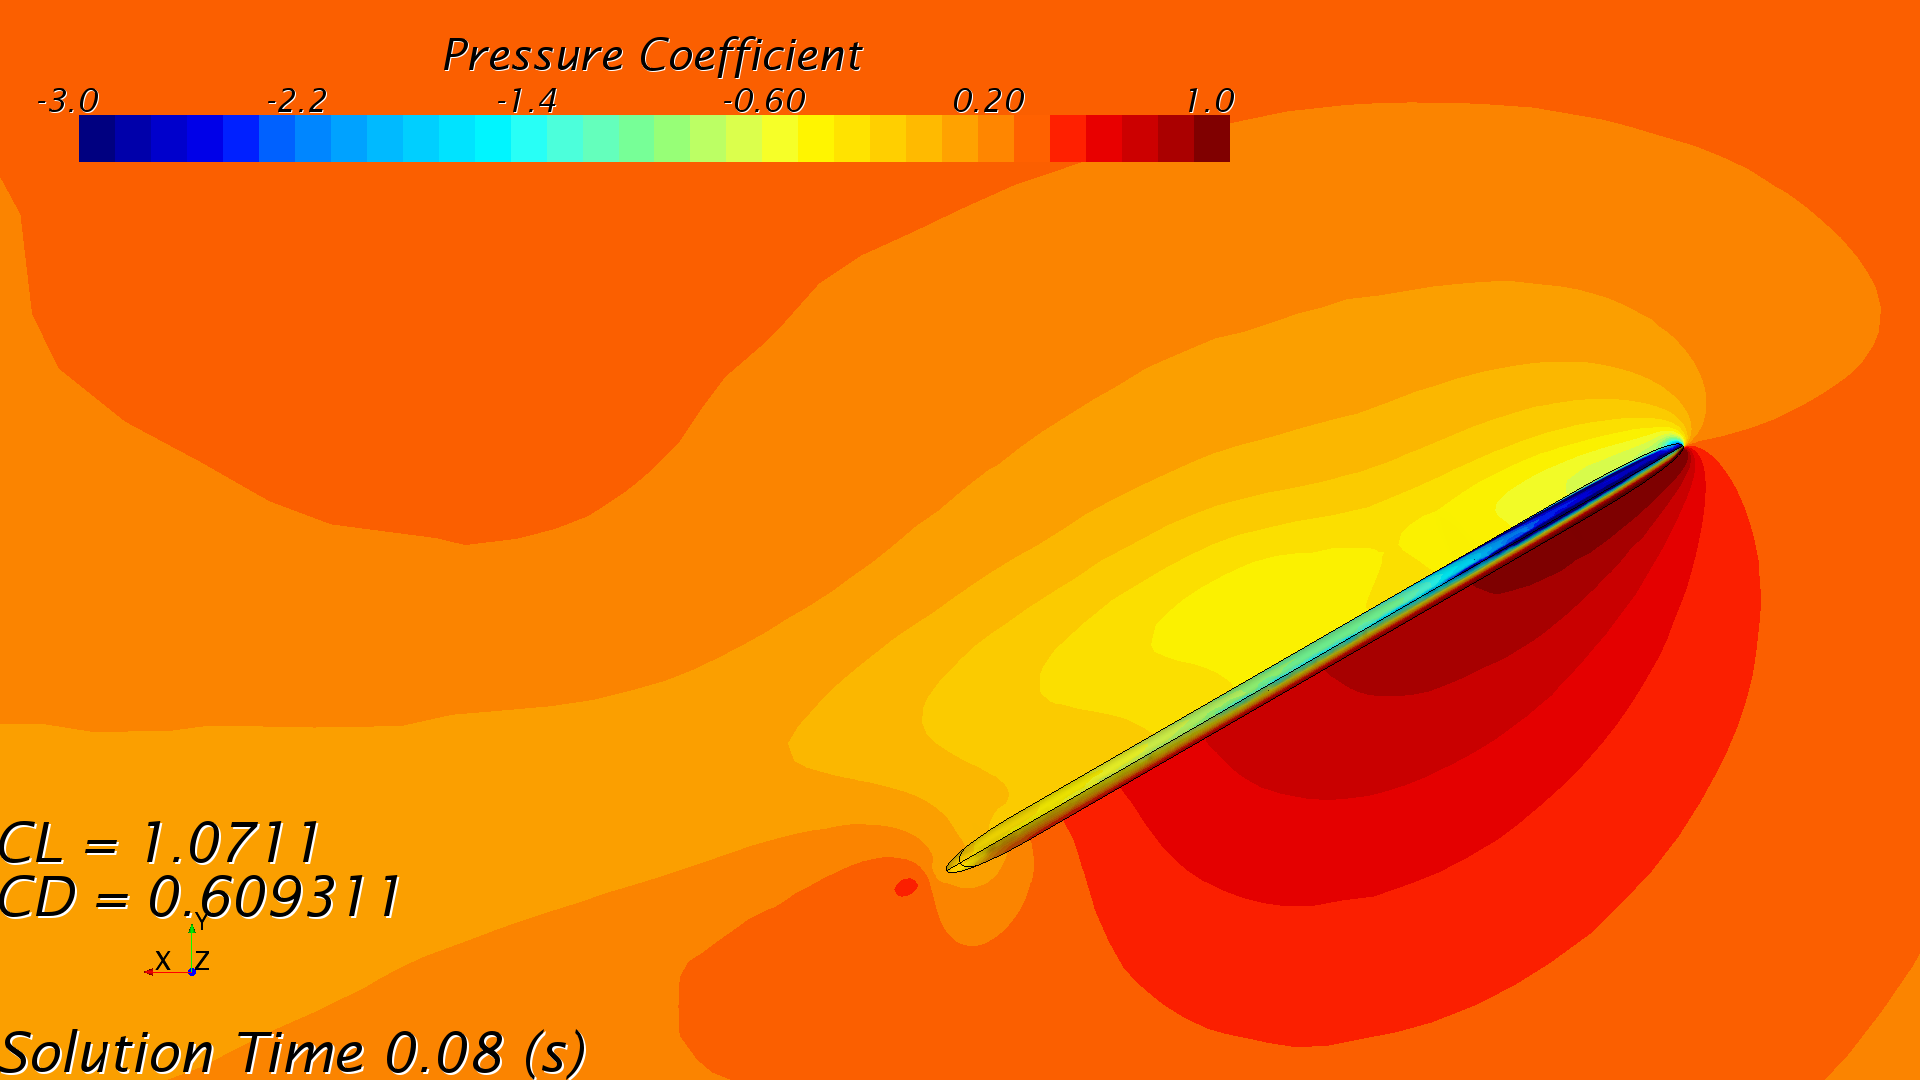 Pressure Coefficient
-3.0 -2.2 -1.4 -0.60 0.20 1.0
CL = 1.0711
CD = 0.609311
Y
X Z
Solution Time 0.08 (s)